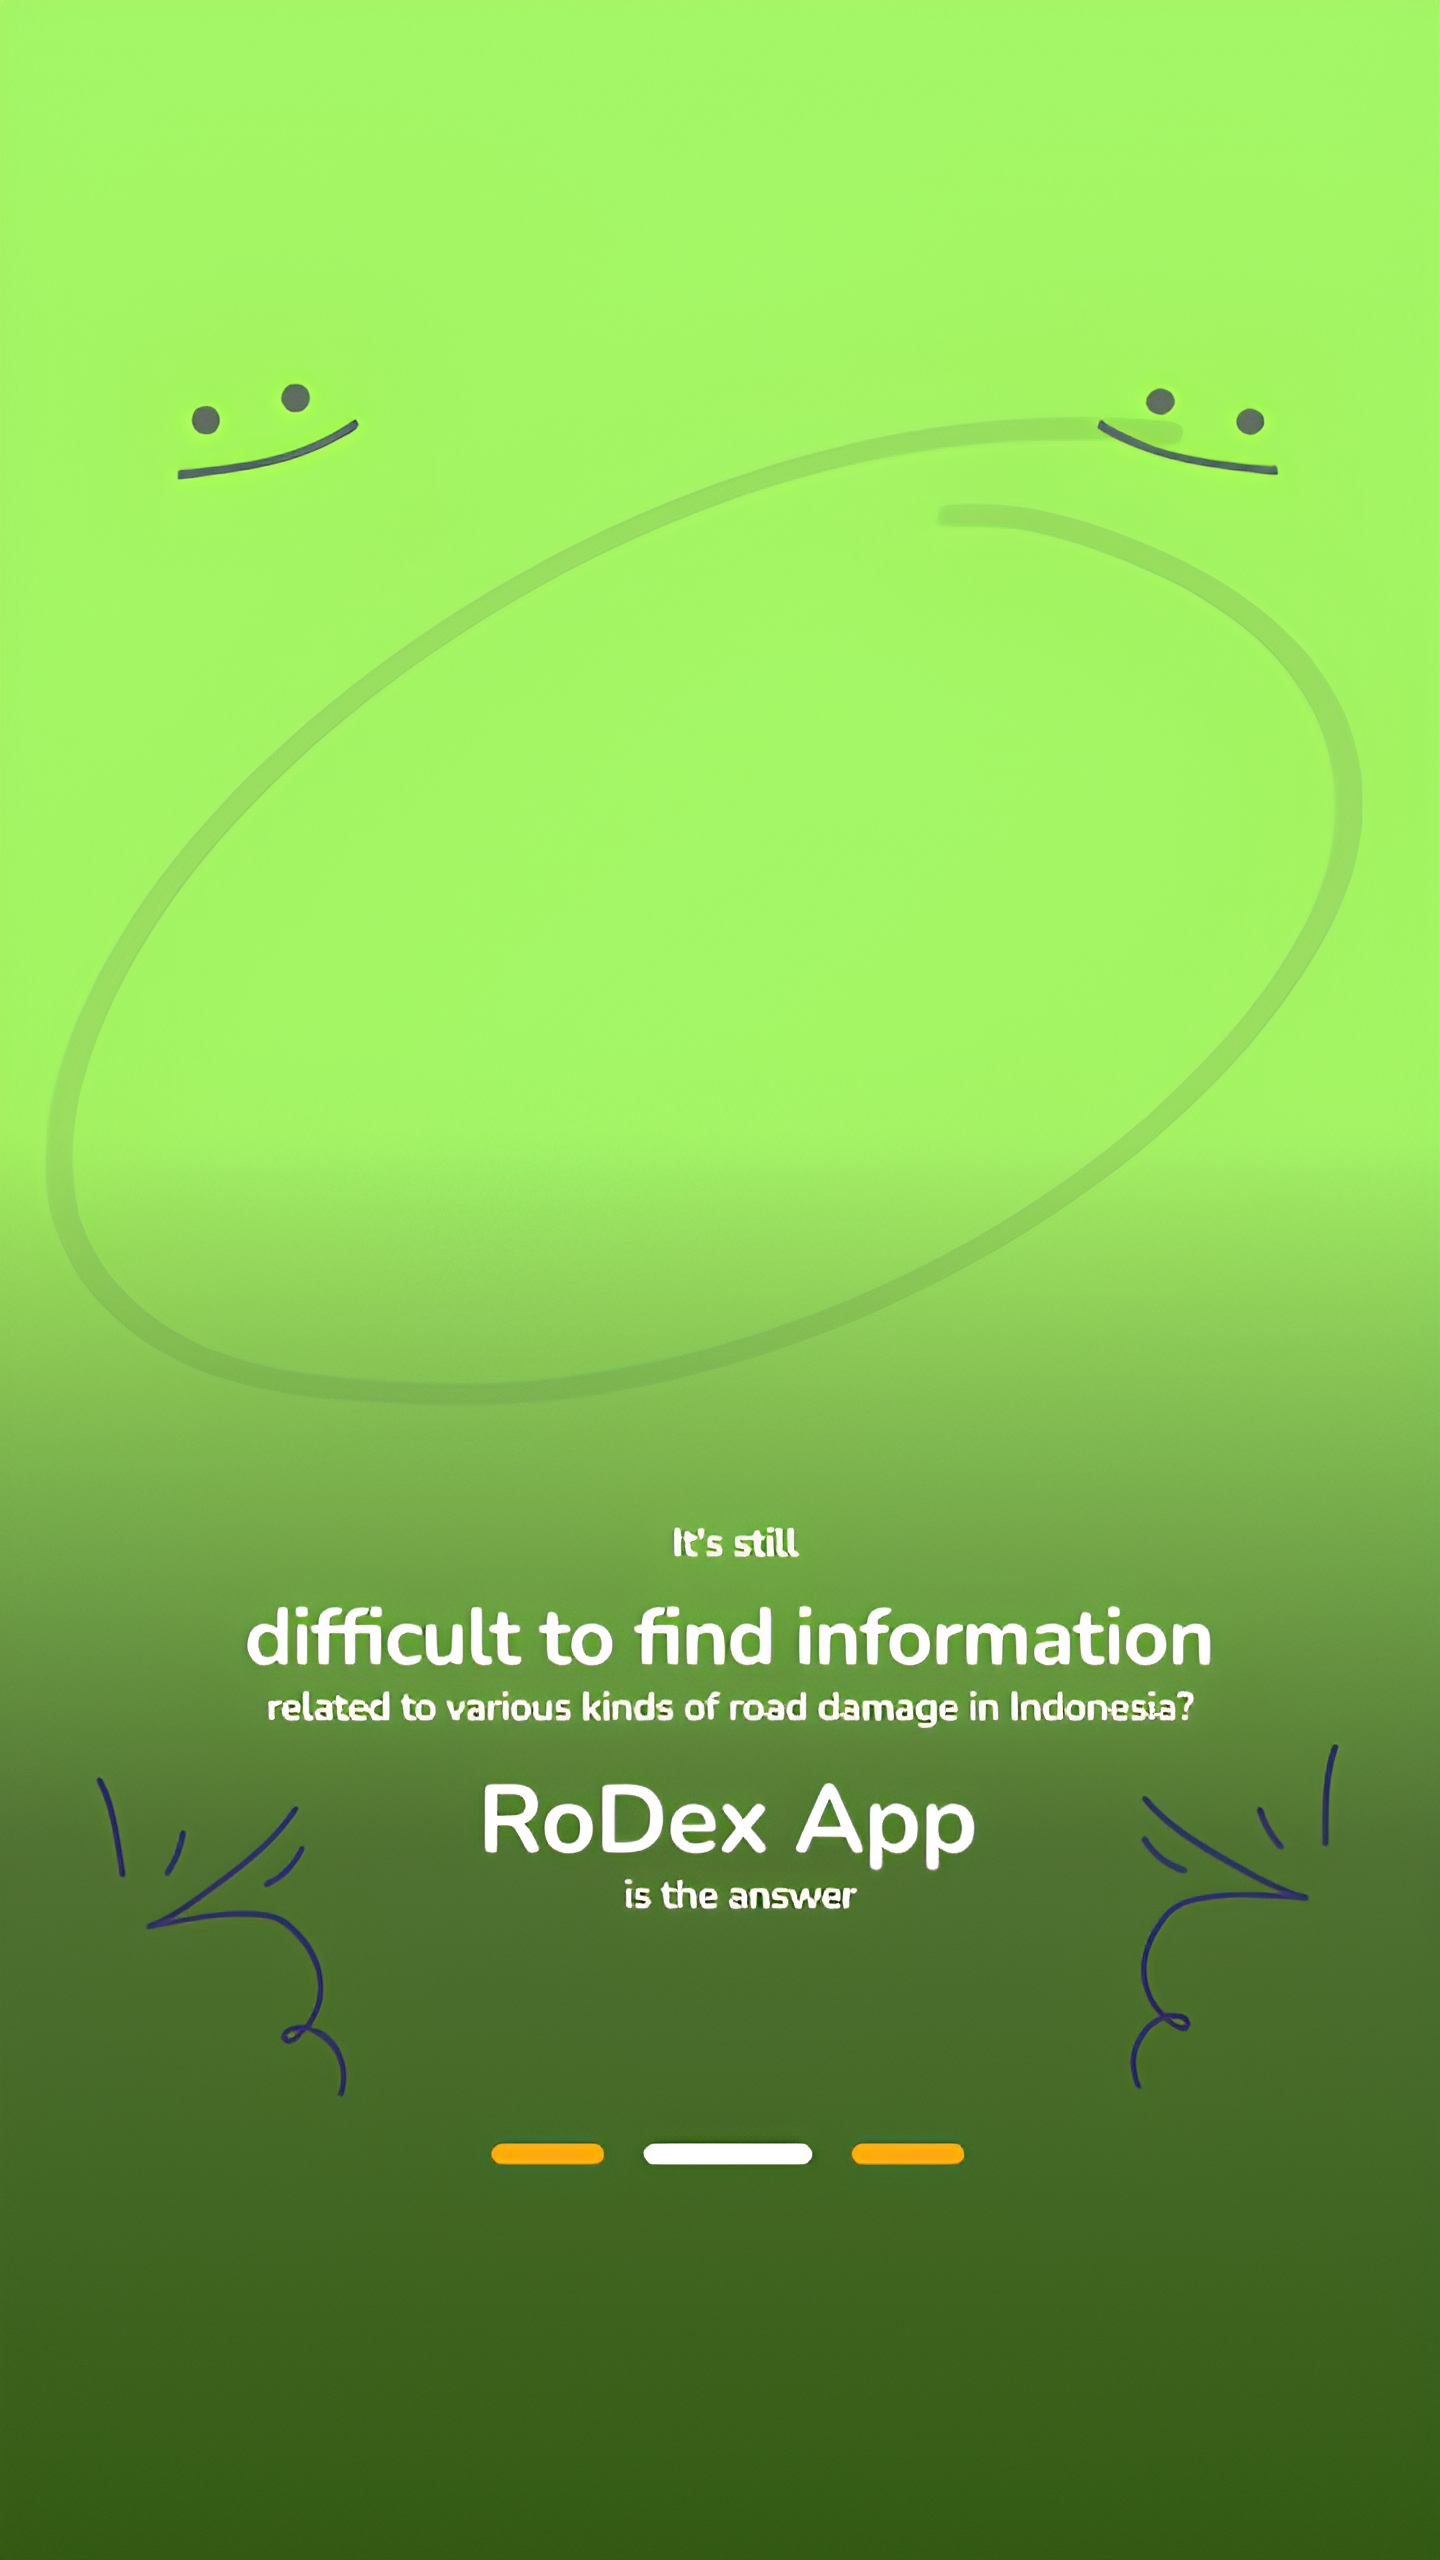 It's still
difficult to find information
related to various kinds of road damage in Indonesia?
RoDex App
is the answer